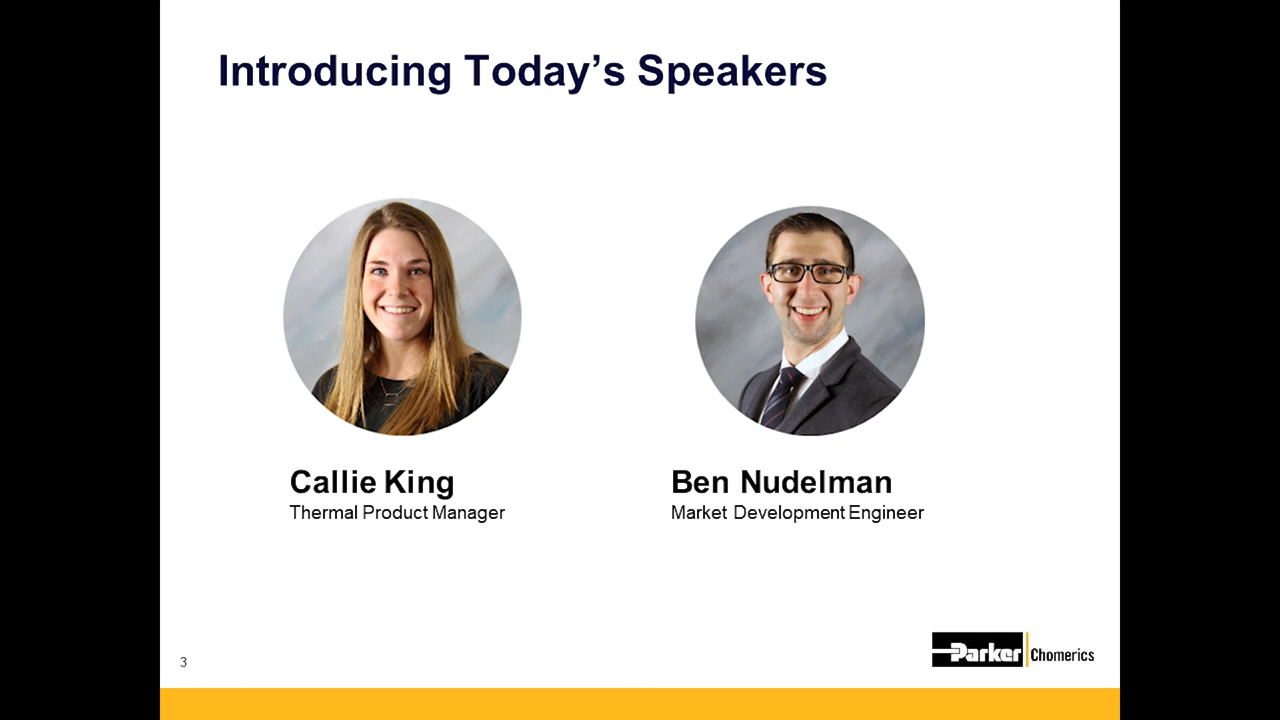 Introducing Today’s Speakers
Callie King
Thermal Product Manager
Ben Nudelman
Market Development Engineer
3
Parker Chomerics